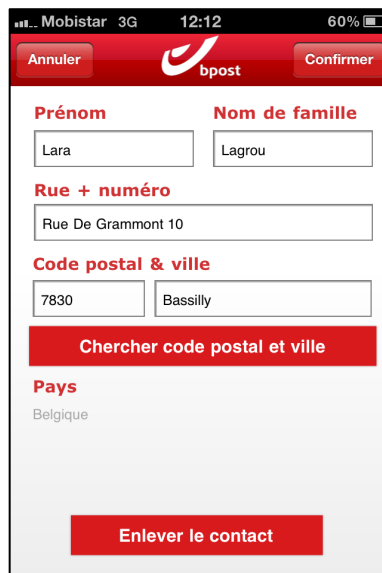 Mobistar 3G 12:12 60%
Annuler bpost Confirmer
Prénom Nom de famille
Lara Lagrou
Rue + numéro
Rue De Grammont 10
Code postal & ville
7830 Bassilly
Chercher code postal et ville
Pays
Belgique
Enlever le contact